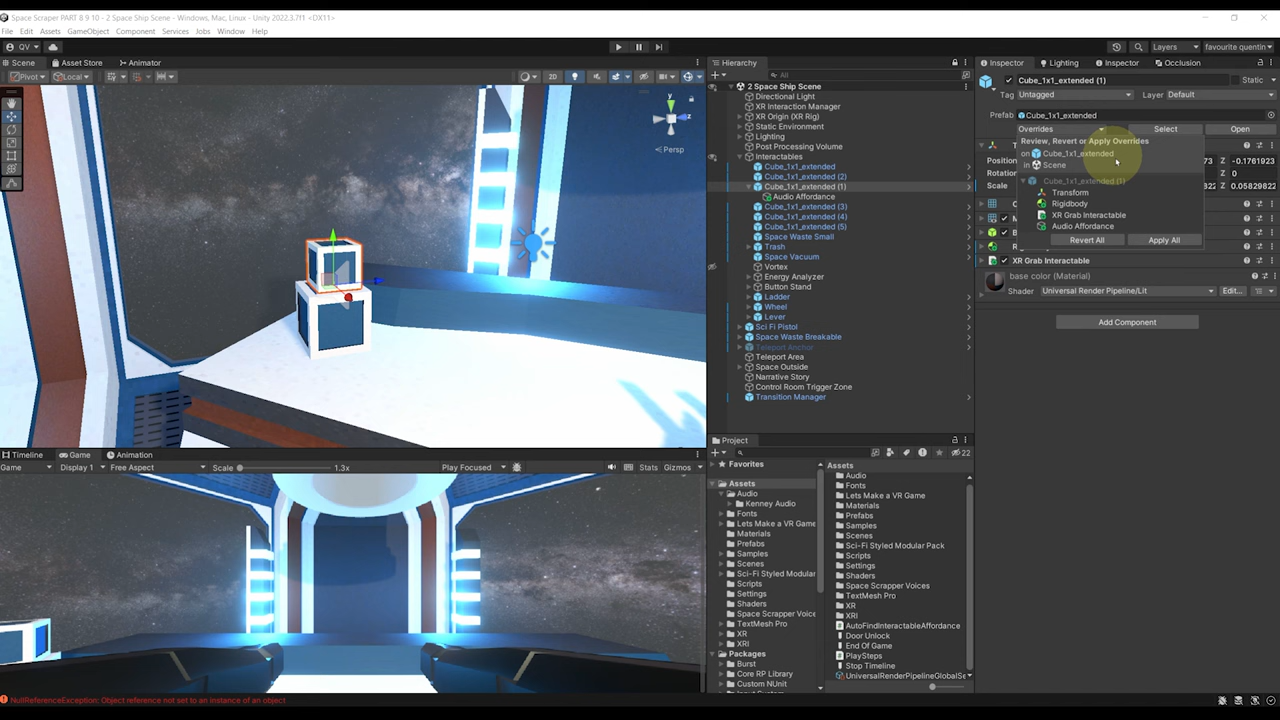 Space Scraper PART 8 9 10 - 2 Space Ship Scene - Windows, Mac, Linux - Unity 2022.3.7f1 <DX11>
File Edit Assets GameObject Component Services Jobs Window Help
QV Layers favourite quentin
Scene Asset Store Animator
Pivot Local 2D
y
Persp
Hierarchy
All
2 Space Ship Scene
Directional Light
XR Interaction Manager
XR Origin (XR Rig)
Static Environment
Lighting
Post Processing Volume
Interactables
Cube_1x1_extended
Cube_1x1_extended (2)
Cube_1x1_extended (1)
Audio Affordance
Cube_1x1_extended (3)
Cube_1x1_extended (4)
Cube_1x1_extended (5)
Space Waste Small
Trash
Space Vacuum
Vortex
Energy Analyzer
Button Stand
Ladder
Wheel
Lever
Sci Fi Pistol
Space Waste Breakable
Teleport Anchor
Teleport Area
Space Outside
Narrative Story
Control Room Trigger Zone
Transition Manager
Inspector Lighting Inspector Occlusion
Cube_1x1_extended (1) Static
Tag Untagged Layer Default
Prefab Cube_1x1_extended
Overrides Select Open
Review, Revert or Apply Overrides
on Cube_1x1_extended
in Scene
Cube_1x1_extended (1)
Transform
Rigidbody
XR Grab Interactable
Audio Affordance
Revert All Apply All
Position 73 Z -0.1761923
Rotation Z 0
Scale 822 Z 0.05829822
XR Grab Interactable
base color (Material)
Shader Universal Render Pipeline/Lit Edit...
Add Component
Timeline Game Animation
Game Display 1 Free Aspect Scale 1.3x Play Focused Stats Gizmos
Project
22
Favorites
Assets
Audio
Kenney Audio
Fonts
Lets Make a VR Game
Materials
Prefabs
Samples
Scenes
Sci-Fi Styled Modular
Scripts
Settings
Shaders
Space Scrapper Voice
TextMesh Pro
XR
XRI
Packages
Burst
Core RP Library
Custom NUnit
Assets
Audio
Fonts
Lets Make a VR Game
Materials
Prefabs
Samples
Scenes
Sci-Fi Styled Modular Pack
Scripts
Settings
Shaders
Space Scrapper Voices
TextMesh Pro
XR
XRI
AutoFindInteractableAffordance
Door Unlock
End Of Game
PlaySteps
Stop Timeline
UniversalRenderPipelineGlobalSe
NullReferenceException: Object reference not set to an instance of an object